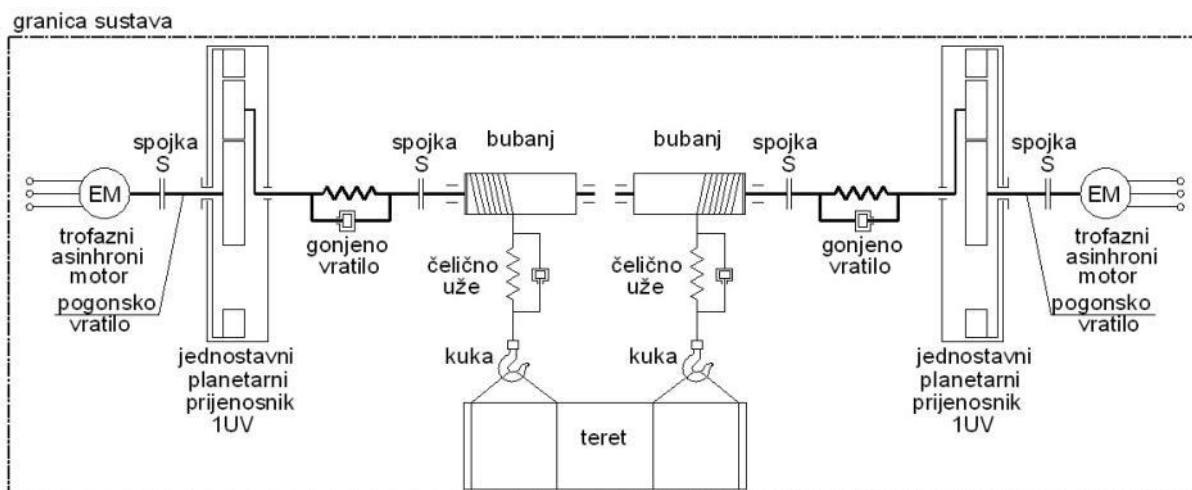 granica sustava
spojka
S
EM
trofazni
asinhroni
motor
pogonsko
vratilo
jednostavni
planetarni
prijenosnik
1UV
gonjeno
vratilo
spojka
S
bubanj
čelično
uže
kuka
teret
bubanj
čelično
uže
kuka
spojka
S
gonjeno
vratilo
jednostavni
planetarni
prijenosnik
1UV
spojka
S
EM
trofazni
asinhroni
motor
pogonsko
vratilo